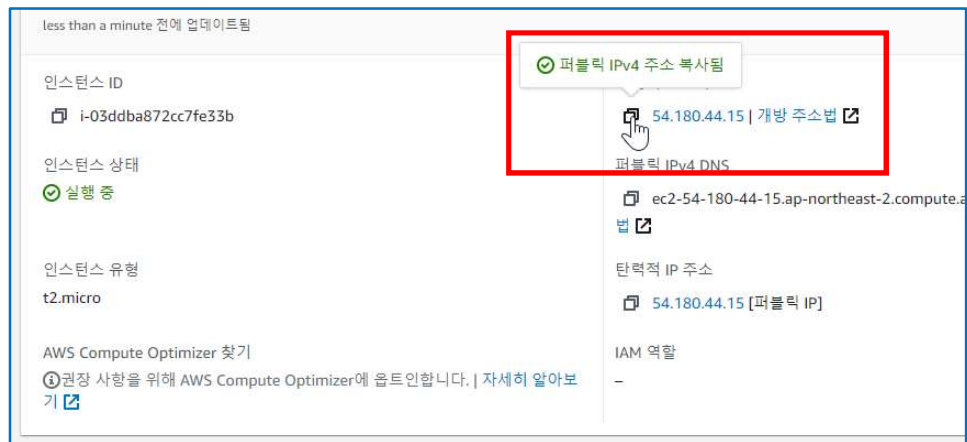 less than a minute 전에 업데이트됨
퍼블릭 IPv4 주소 복사됨
인스턴스 ID
i-03ddba872cc7fe33b
54.180.44.15 | 개방 주소법
인스턴스 상태
실행 중
퍼블릭 IPv4 DNS
ec2-54-180-44-15.ap-northeast-2.compute.a
법
인스턴스 유형
t2.micro
탄력적 IP 주소
54.180.44.15 [퍼블릭 IP]
AWS Compute Optimizer 찾기
권장 사항을 위해 AWS Compute Optimizer에 옵트인합니다. | 자세히 알아보
기
IAM 역할
–